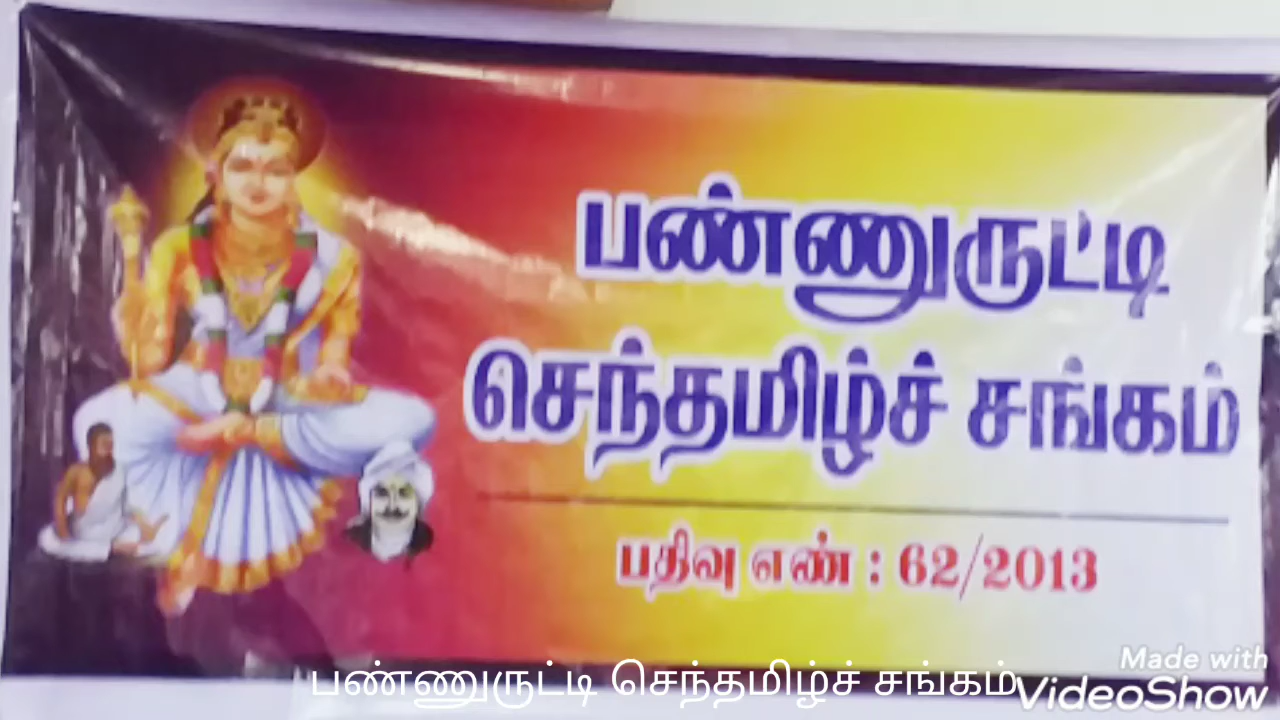 பண்ணுருட்டி
செந்தமிழ்ச் சங்கம்
பதிவு எண் : 62/2013
பண்ணுருட்டி செந்தமிழ்ச் சங்கம்
Made with
VideoShow